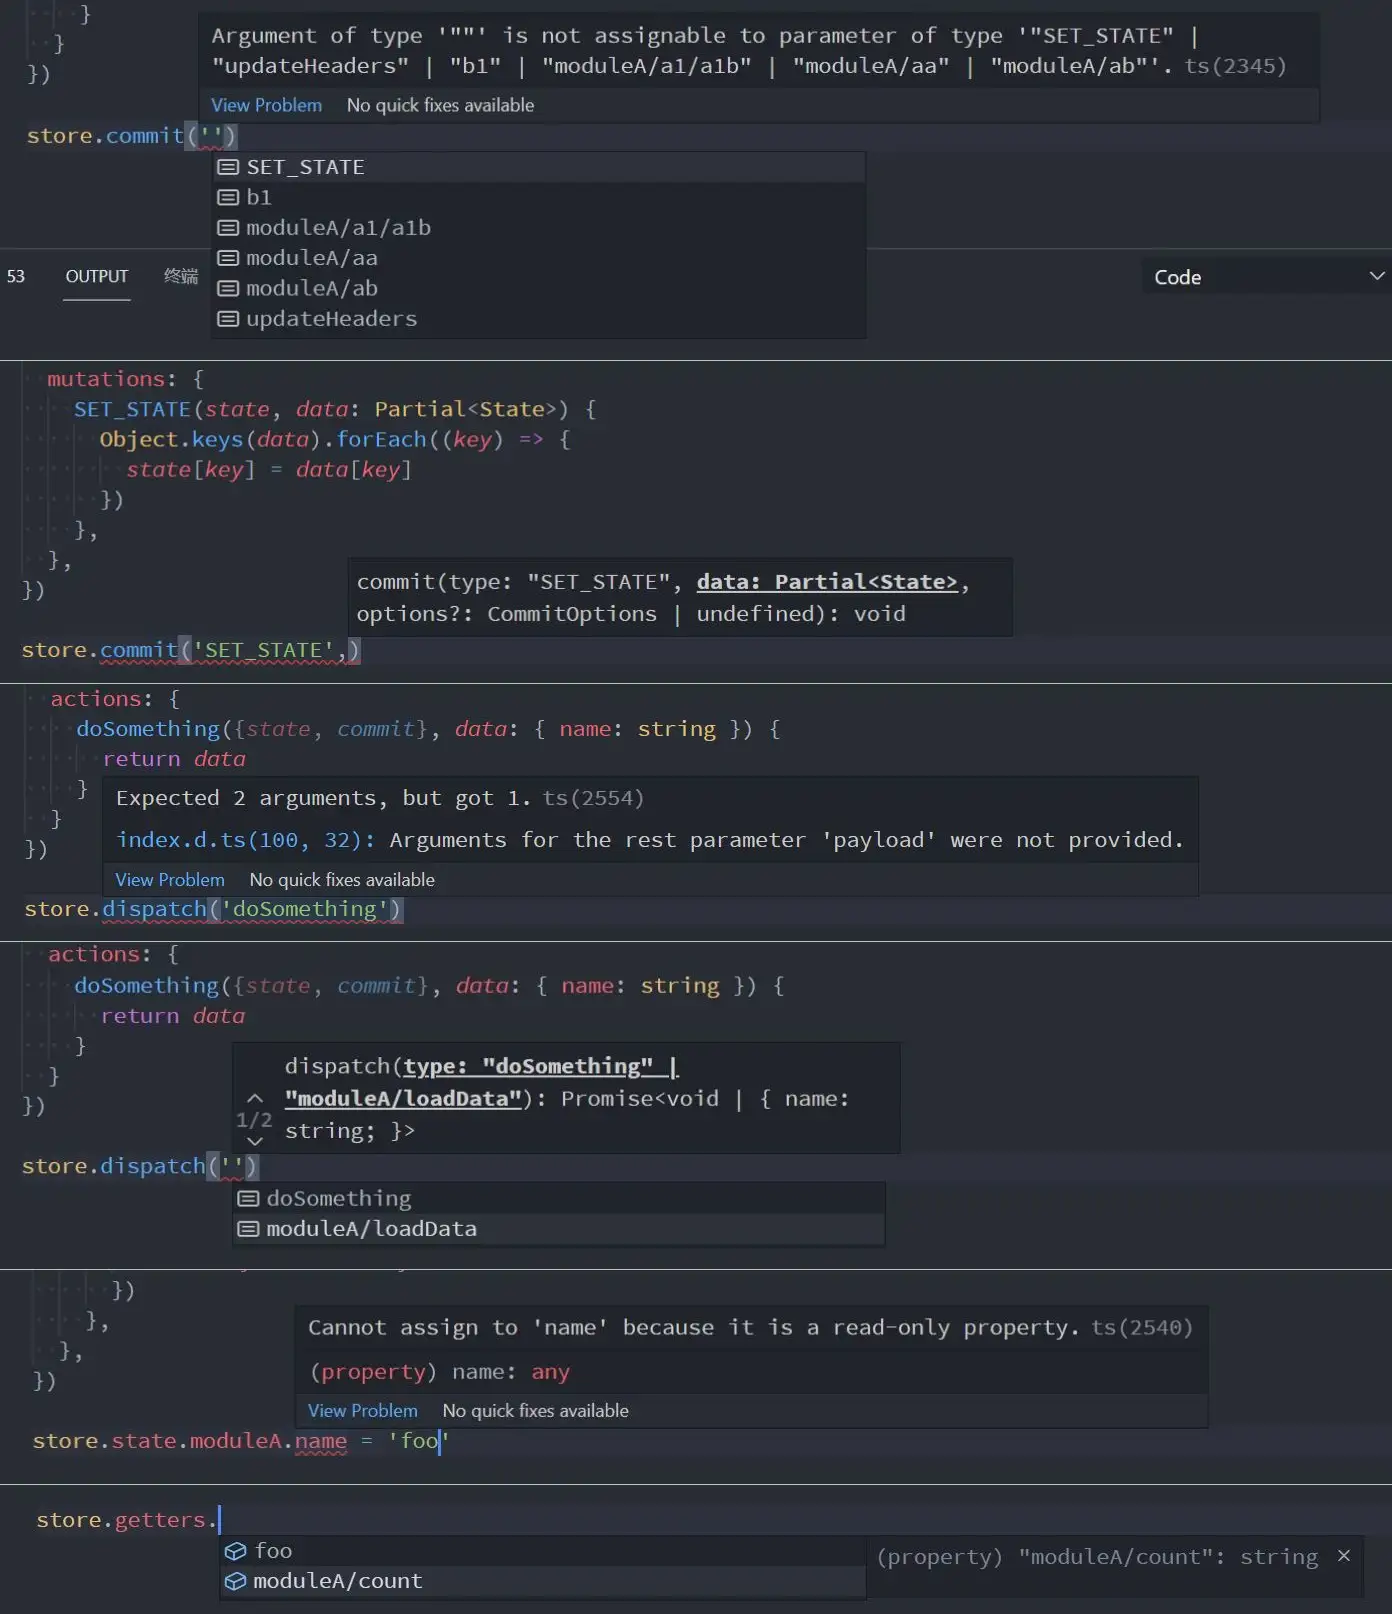 }
}
})
Argument of type '""' is not assignable to parameter of type '"SET_STATE" |
"updateHeaders" | "b1" | "moduleA/a1/a1b" | "moduleA/aa" | "moduleA/ab"'. ts(2345)
View Problem No quick fixes available
store.commit('')
SET_STATE
b1
moduleA/a1/a1b
moduleA/aa
moduleA/ab
updateHeaders
53 OUTPUT 终端 Code
mutations: {
SET_STATE(state, data: Partial<State>) {
Object.keys(data).forEach((key) => {
state[key] = data[key]
})
},
},
})
commit(type: "SET_STATE", data: Partial<State>,
options?: CommitOptions | undefined): void
store.commit('SET_STATE',)
actions: {
doSomething({state, commit}, data: { name: string }) {
return data
}
}
})
Expected 2 arguments, but got 1. ts(2554)
index.d.ts(100, 32): Arguments for the rest parameter 'payload' were not provided.
View Problem No quick fixes available
store.dispatch('doSomething')
actions: {
doSomething({state, commit}, data: { name: string }) {
return data
}
}
})
dispatch(type: "doSomething" |
"moduleA/loadData"): Promise<void | { name:
1/2
string; }>
store.dispatch('')
doSomething
moduleA/loadData
})
},
},
})
Cannot assign to 'name' because it is a read-only property. ts(2540)
(property) name: any
View Problem No quick fixes available
store.state.moduleA.name = 'foo'
store.getters.
foo
moduleA/count
(property) "moduleA/count": string ×